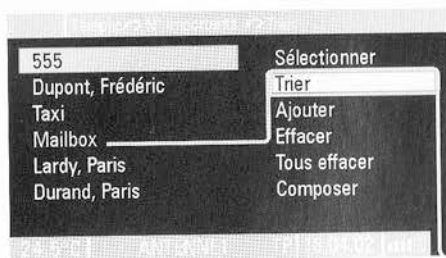 555
Dupont, Frédéric
Taxi
Mailbox
Lardy, Paris
Durand, Paris
Sélectionner
Trier
Ajouter
Effacer
Tous effacer
Composer